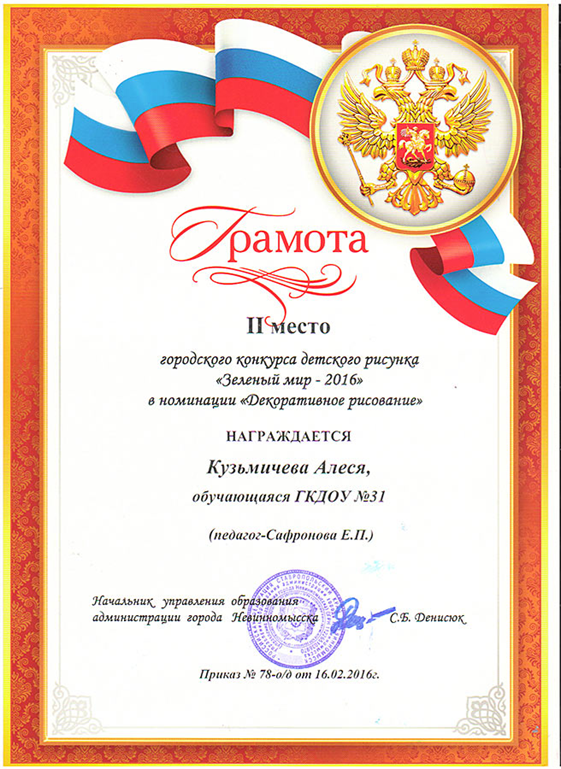 Грамота
II место
городского конкурса детского рисунка
«Зеленый мир - 2016»
в номинации «Декоративное рисование»
НАГРАЖДАЕТСЯ
Кузьмичева Алеся,
обучающаяся ГКДОУ №31
(педагог-Сафронова Е.П.)
Начальник управления образования
администрации города Невинномысска С.Б. Денисюк
Приказ № 78-о/д от 16.02.2016г.